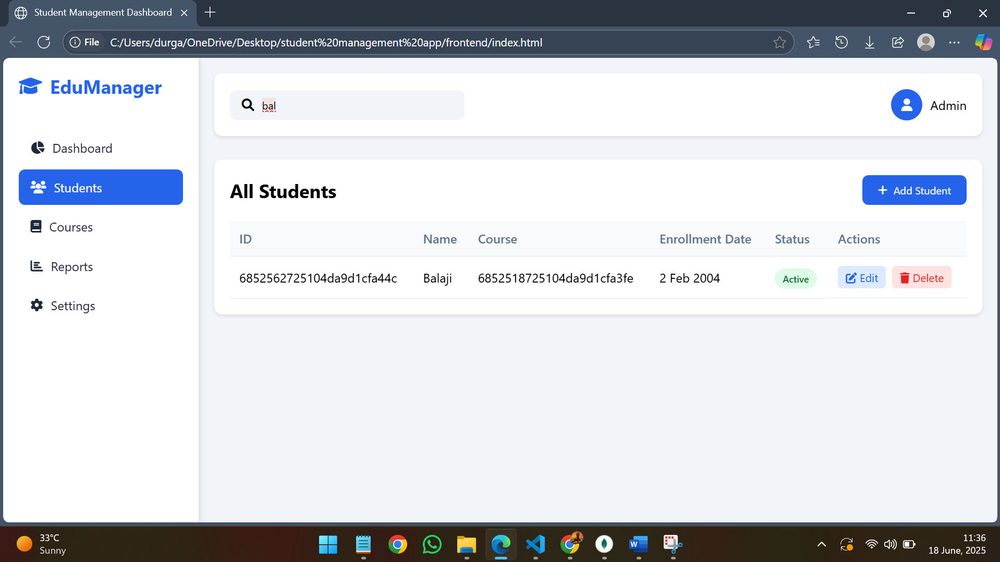 Student Management Dashboard
File C:/Users/durga/OneDrive/Desktop/student%20management%20app/frontend/index.html
EduManager
bal
Admin
Dashboard
Students
Courses
Reports
Settings
All Students
Add Student
ID Name Course Enrollment Date Status Actions
6852562725104da9d1cfa44c Balaji 6852518725104da9d1cfa3fe 2 Feb 2004 Active Edit Delete
33°C
Sunny
W
11:36
18 June, 2025